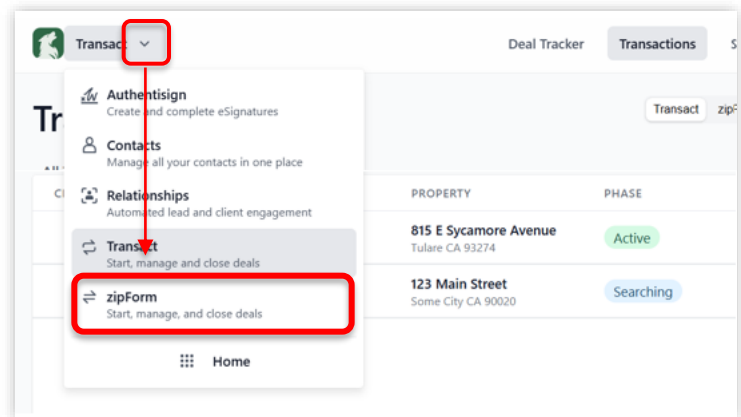 Transact
Deal Tracker
Transactions
S
Tr
Transact
zipF
Authentisign
Create and complete eSignatures
Contacts
Manage all your contacts in one place
Relationships
Automated lead and client engagement
Transact
Start, manage and close deals
zipForm
Start, manage, and close deals
Home
PROPERTY
PHASE
815 E Sycamore Avenue
Tulare CA 93274
Active
123 Main Street
Some City CA 90020
Searching